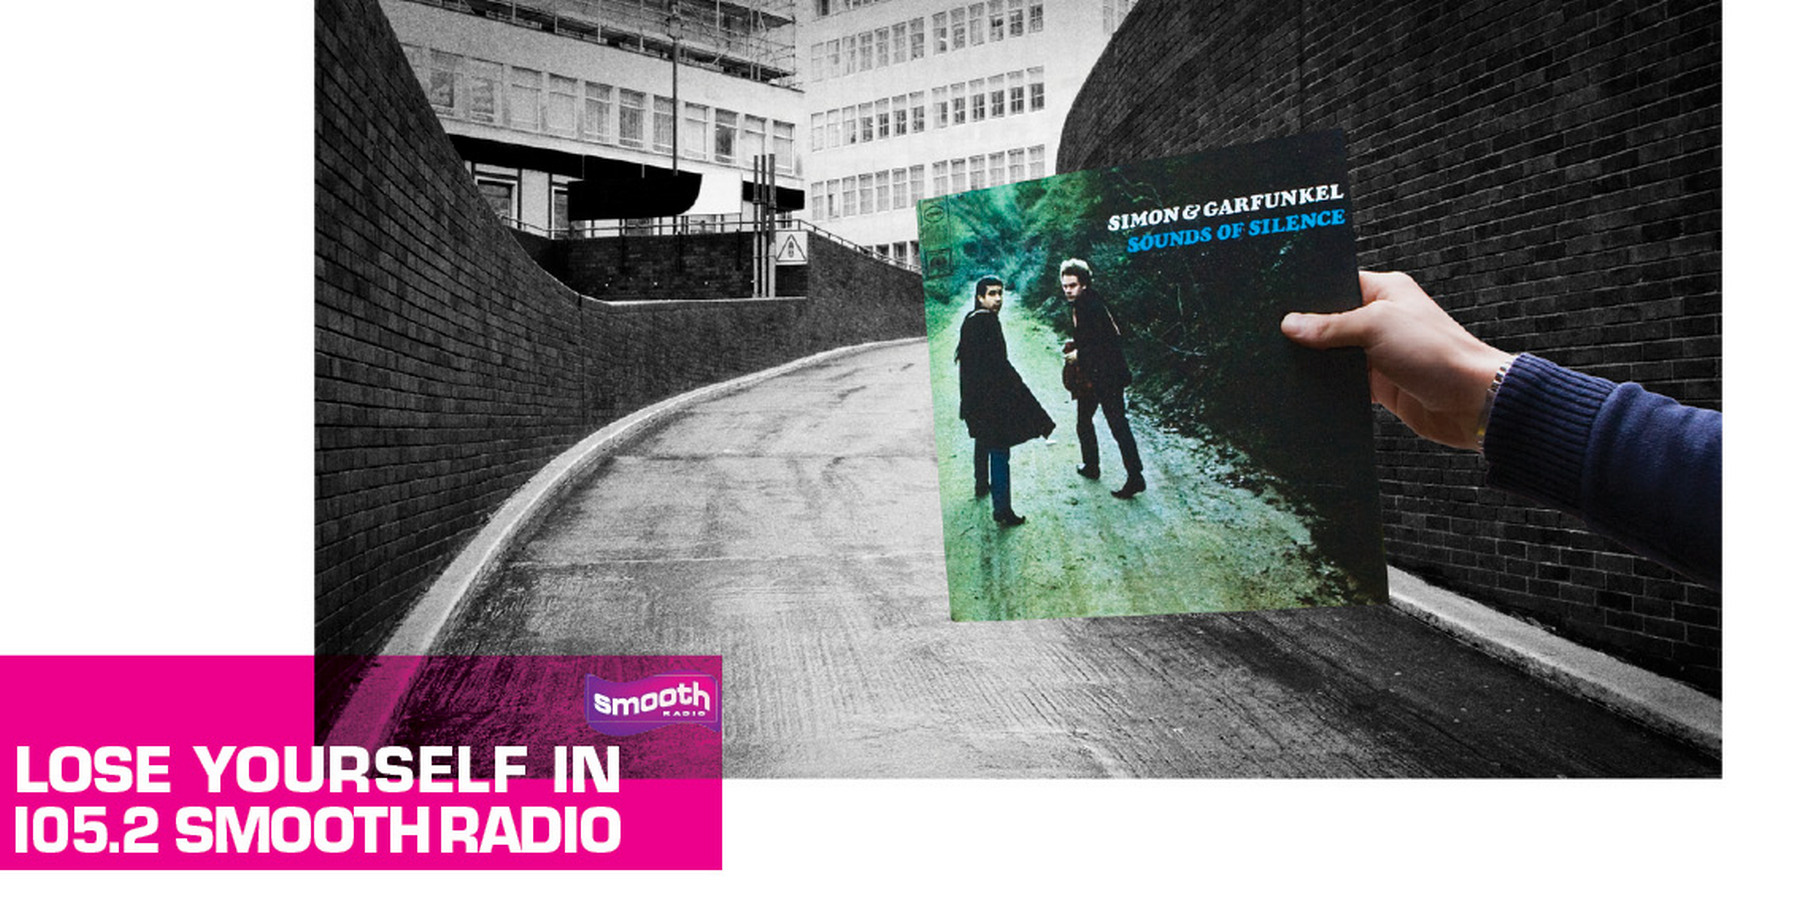 SIMON & GARFUNKEL
SOUNDS OF SILENCE
smooth
RADIO
LOSE YOURSELF IN
105.2 SMOOTH RADIO